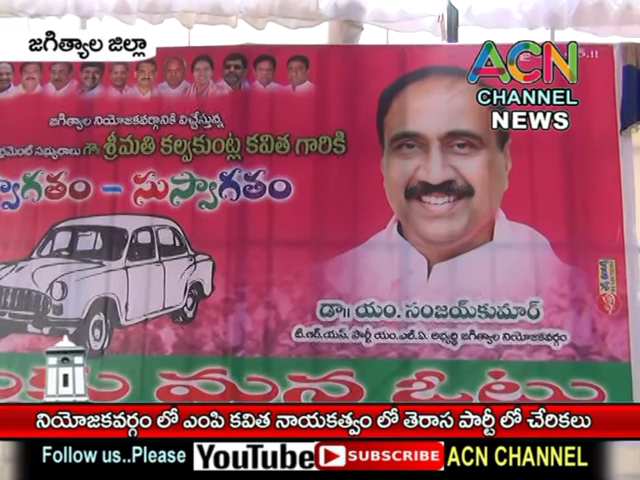 జగిత్యాల జిల్లా
ACN
CHANNEL
NEWS
జగిత్యాల నియోజకవర్గానికి విచ్చేస్తున్న
సభ్యురాలు గౌ శ్రీమతి కల్వకుంట్ల కవిత గారికి
స్వాగతం - సుస్వాగతం
డా॥ యం. సంజయ్‌కుమార్
టి.ఆర్.యస్. పార్టీ యం.ఎల్.ఏ. అభ్యర్థి జగిత్యాల నియోజకవర్గం
మన ఓటు
నియోజకవర్గం లో ఎంపి కవిత నాయకత్వం లో తెరాస పార్టీ లో చేరికలు
Follow us..Please YouTube SUBSCRIBE ACN CHANNEL